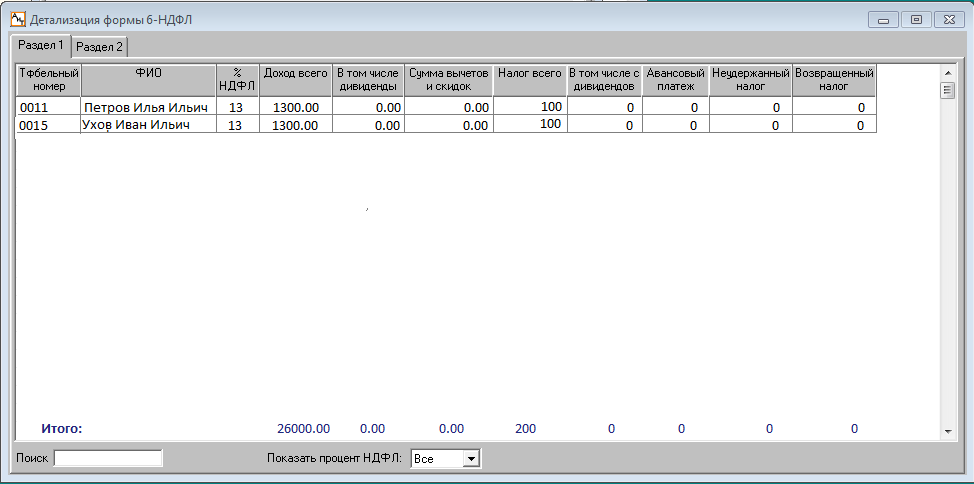 Детализация формы 6-НДФЛ
Раздел 1 Раздел 2
Тфбельный номер ФИО % НДФЛ Доход всего В том числе дивиденды Сумма вычетов и скидок Налог всего В том числе с дивидендов Авансовый платеж Неудержанный налог Возвращенный налог
0011 Петров Илья Ильич 13 1300.00 0.00 0.00 100 0 0 0 0
0015 Ухов Иван Ильич 13 1300.00 0.00 0.00 100 0 0 0 0
Итого: 26000.00 0.00 0.00 200 0 0 0 0
Поиск Показать процент НДФЛ: Все